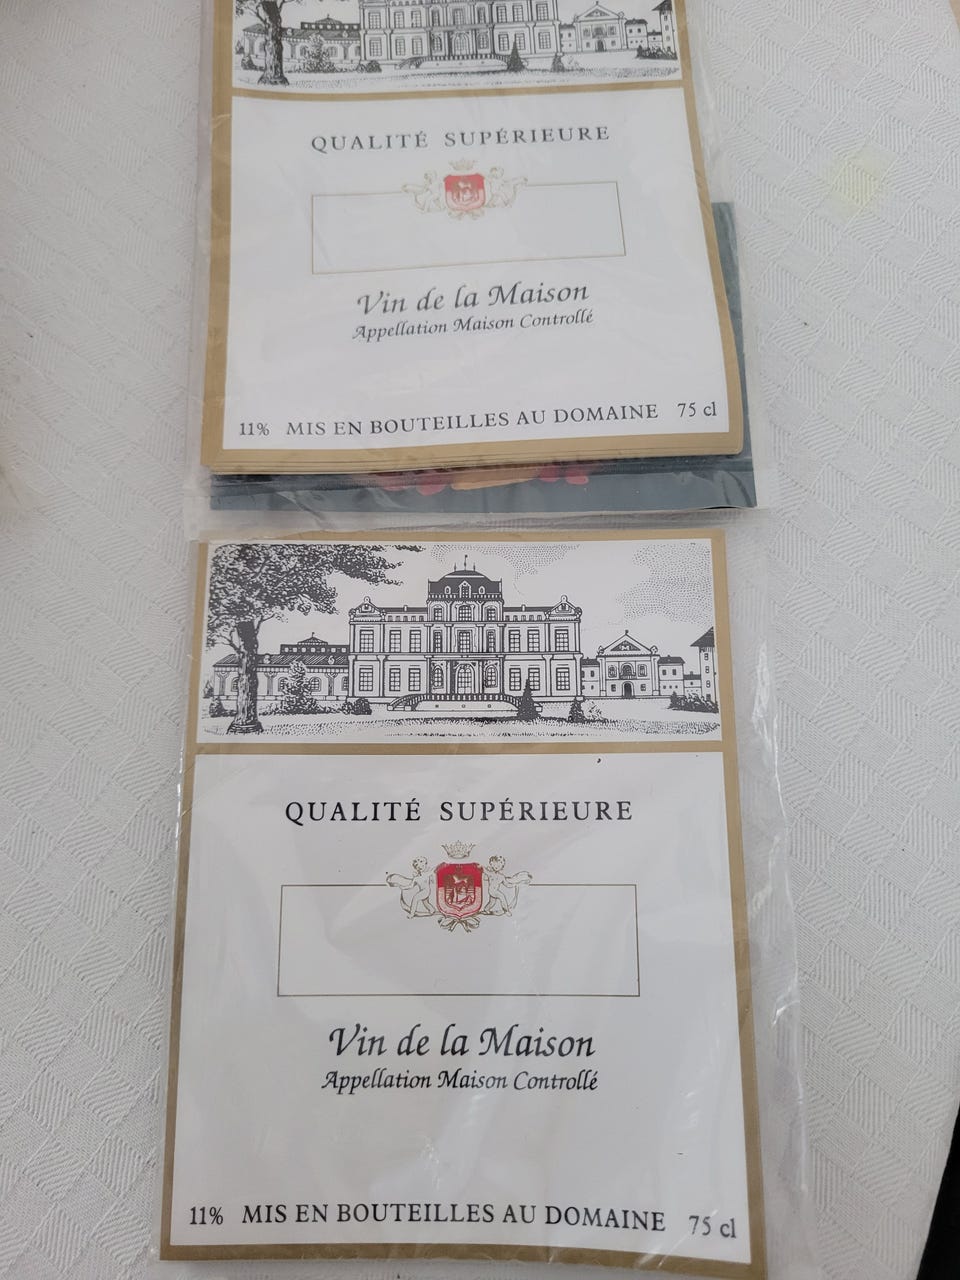 QUALITÉ SUPÉRIEURE
Vin de la Maison
Appellation Maison Controllé
11% MIS EN BOUTEILLES AU DOMAINE 75 cl
QUALITÉ SUPÉRIEURE
Vin de la Maison
Appellation Maison Controllé
11% MIS EN BOUTEILLES AU DOMAINE 75 cl